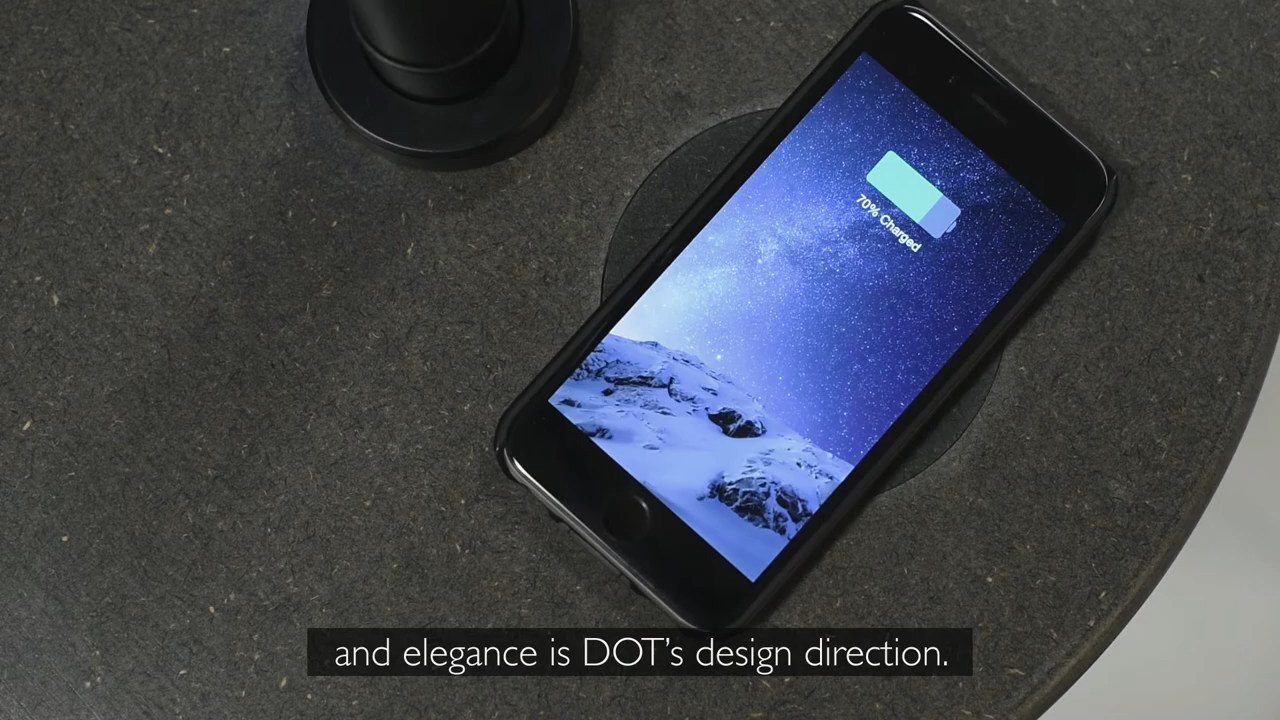 70% Charged
and elegance is DOT's design direction.